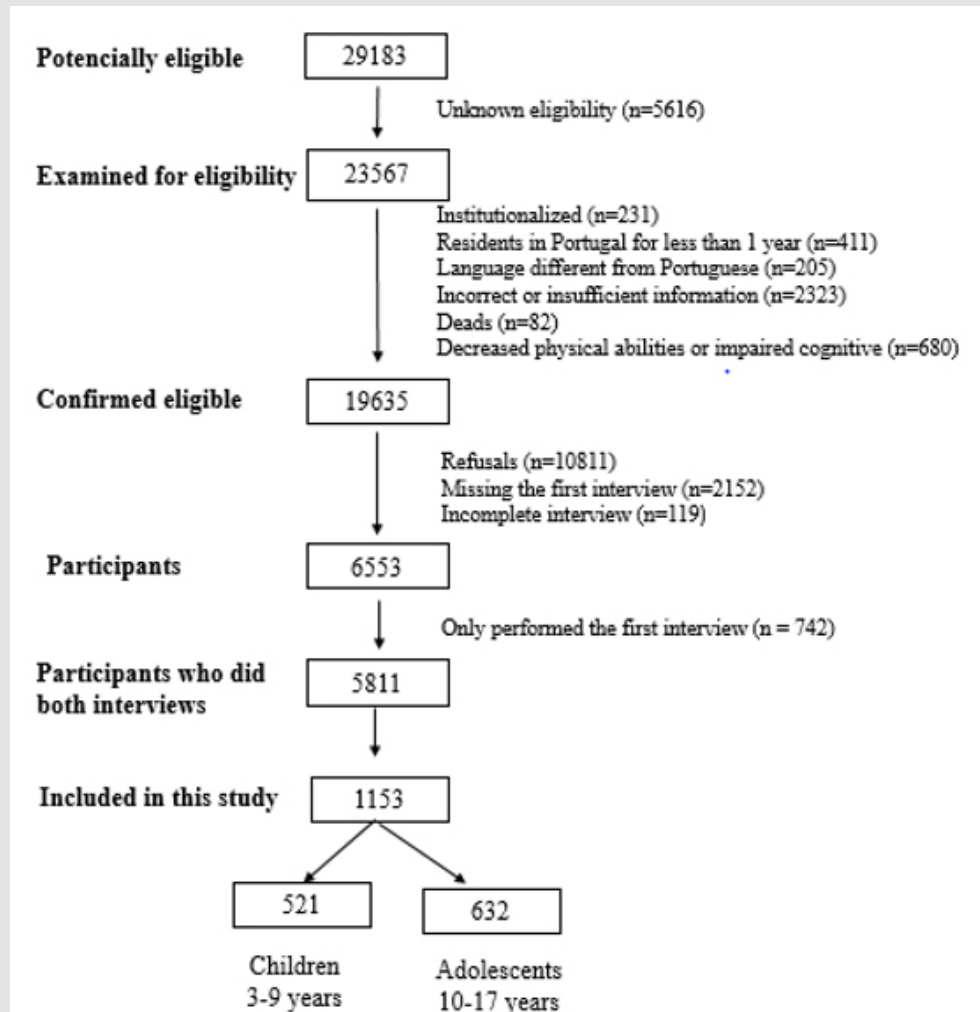 Potencially eligible
29183
Unknown eligibility (n=5616)
Examined for eligibility
23567
Institutionalized (n=231)
Residents in Portugal for less than 1 year (n=411)
Language different from Portuguese (n=205)
Incorrect or insufficient information (n=2323)
Deads (n=82)
Decreased physical abilities or impaired cognitive (n=680)
Confirmed eligible
19635
Refusals (n=10811)
Missing the first interview (n=2152)
Incomplete interview (n=119)
Participants
6553
Only performed the first interview (n = 742)
Participants who did
both interviews
5811
Included in this study
1153
521
632
Children
3-9 years
Adolescents
10-17 years